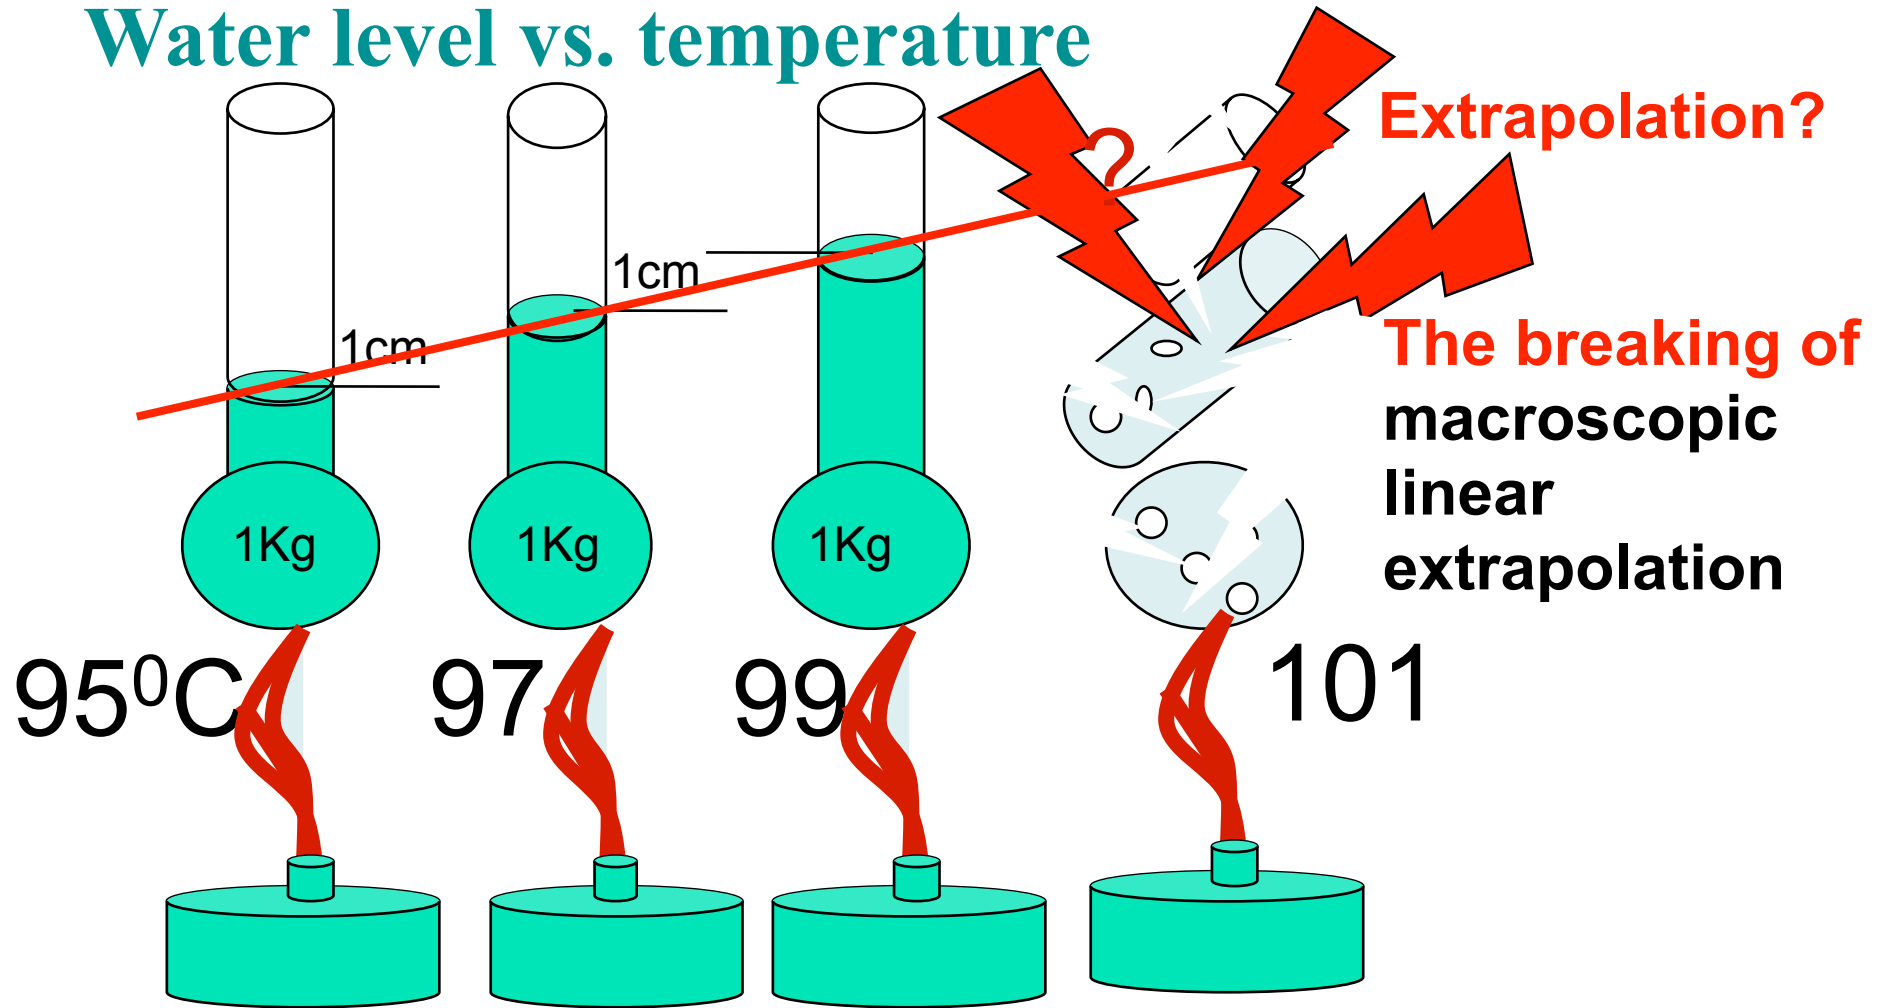 Water level vs. temperature
Extrapolation?
?
1cm
1cm
The breaking of
macroscopic
linear
extrapolation
1Kg
1Kg
1Kg
95⁰C
97
99
101